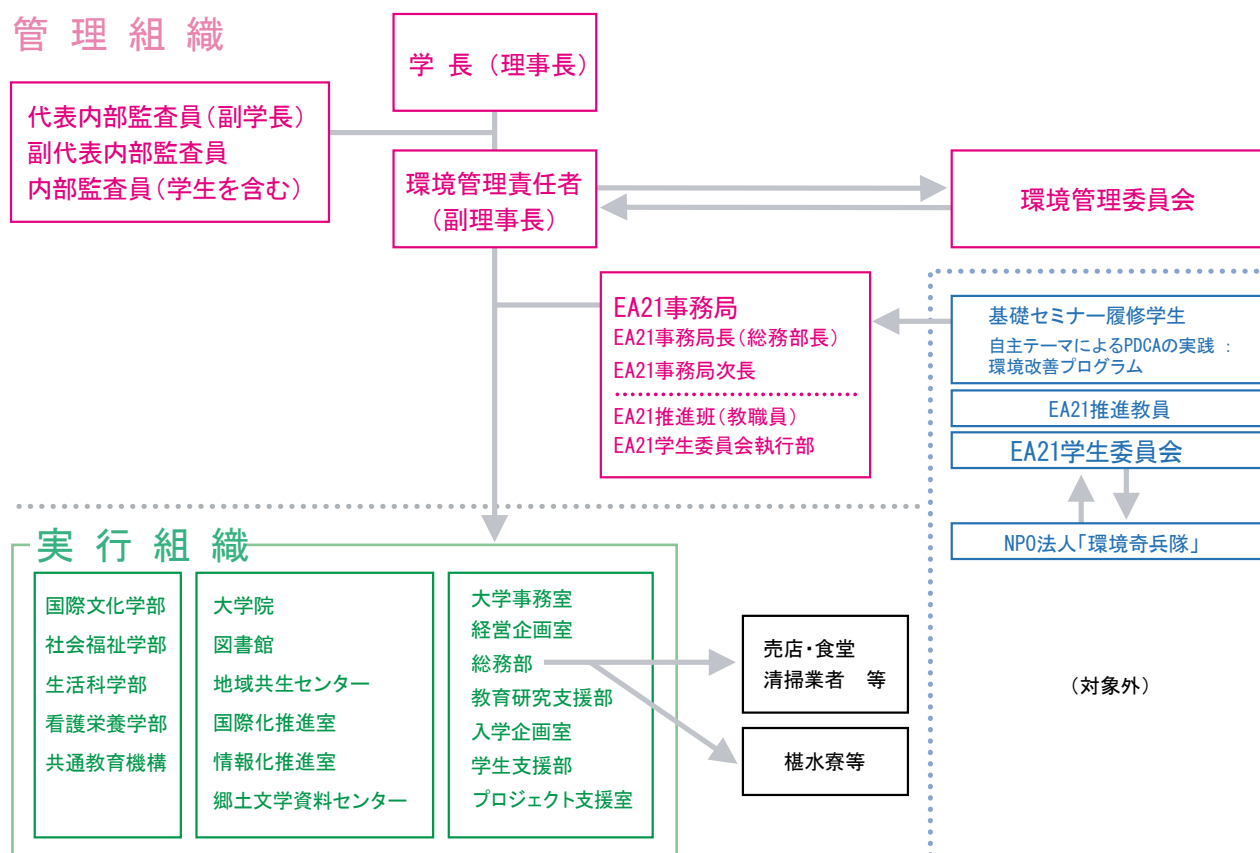 管理組織
学長（理事長）
代表内部監査員（副学長）
副代表内部監査員
内部監査員（学生を含む）
環境管理責任者
（副理事長）
環境管理委員会
EA21事務局
EA21事務局長（総務部長）
EA21事務局次長
EA21推進班（教職員）
EA21学生委員会執行部
基礎セミナー履修学生
自主テーマによるPDCAの実践：
環境改善プログラム
EA21推進教員
EA21学生委員会
NPO法人「環境奇兵隊」
（対象外）
実行組織
国際文化学部
社会福祉学部
生活科学部
看護栄養学部
共通教育機構
大学院
図書館
地域共生センター
国際化推進室
情報化推進室
郷土文学資料センター
大学事務室
経営企画室
総務部
教育研究支援部
入学企画室
学生支援部
プロジェクト支援室
売店・食堂
清掃業者　等
椹水寮等